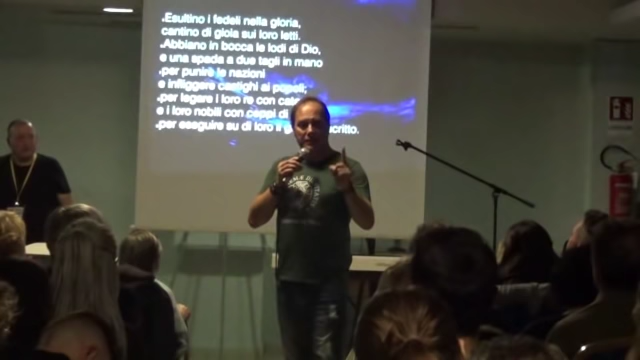 .Esultino i fedeli nella gloria,
cantino di gioia sui loro letti.
.Abbiano in bocca le lodi di Dio,
e una spada a due tagli in mano
.per punire le nazioni
e infliggere castighi ai popoli;
.per legare i loro re con cate
e i loro nobili con ceppi di
.per eseguire su di loro il